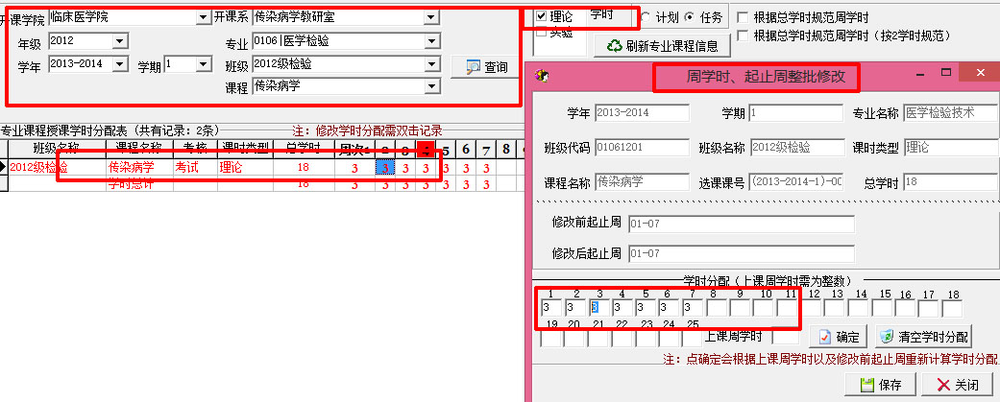 开课学院 临床医学院 开课系 传染病学教研室
年级 2012 专业 0106|医学检验
学年 2013-2014 学期 1 班级 2012级检验 查询
课程 传染病学
理论 学时 计划 任务 根据总学时规范周学时
实验 刷新专业课程信息 根据总学时规范周学时（按2学时规范）
专业课程授课学时分配表（共有记录：2条） 注：修改学时分配需双击记录
班级名称 课程名称 考核 课时类型 总学时 周次1 2 3 4 5 6 7 8
2012级检验 传染病学 考试 理论 18 3 3 3 3 3 3 3
学时总计 18 3 3 3 3 3 3 3
周学时、起止周整批修改
学年 2013-2014 学期 1 专业名称 医学检验技术
班级代码 01061201 班级名称 2012级检验 课时类型 理论
课程名称 传染病学 选课课号 (2013-2014-1)-00 总学时 18
修改前起止周 01-07
修改后起止周 01-07
学时分配（上课周学时需为整数）
1 2 3 4 5 6 7 8 9 10 11 12 13 14 15 16 17 18
3 3 3 3 3 3 3
19 20 21 22 23 24 25 上课周学时 确定 清空学时分配
注：点确定会根据上课周学时以及修改前起止周重新计算学时分配
保存 关闭